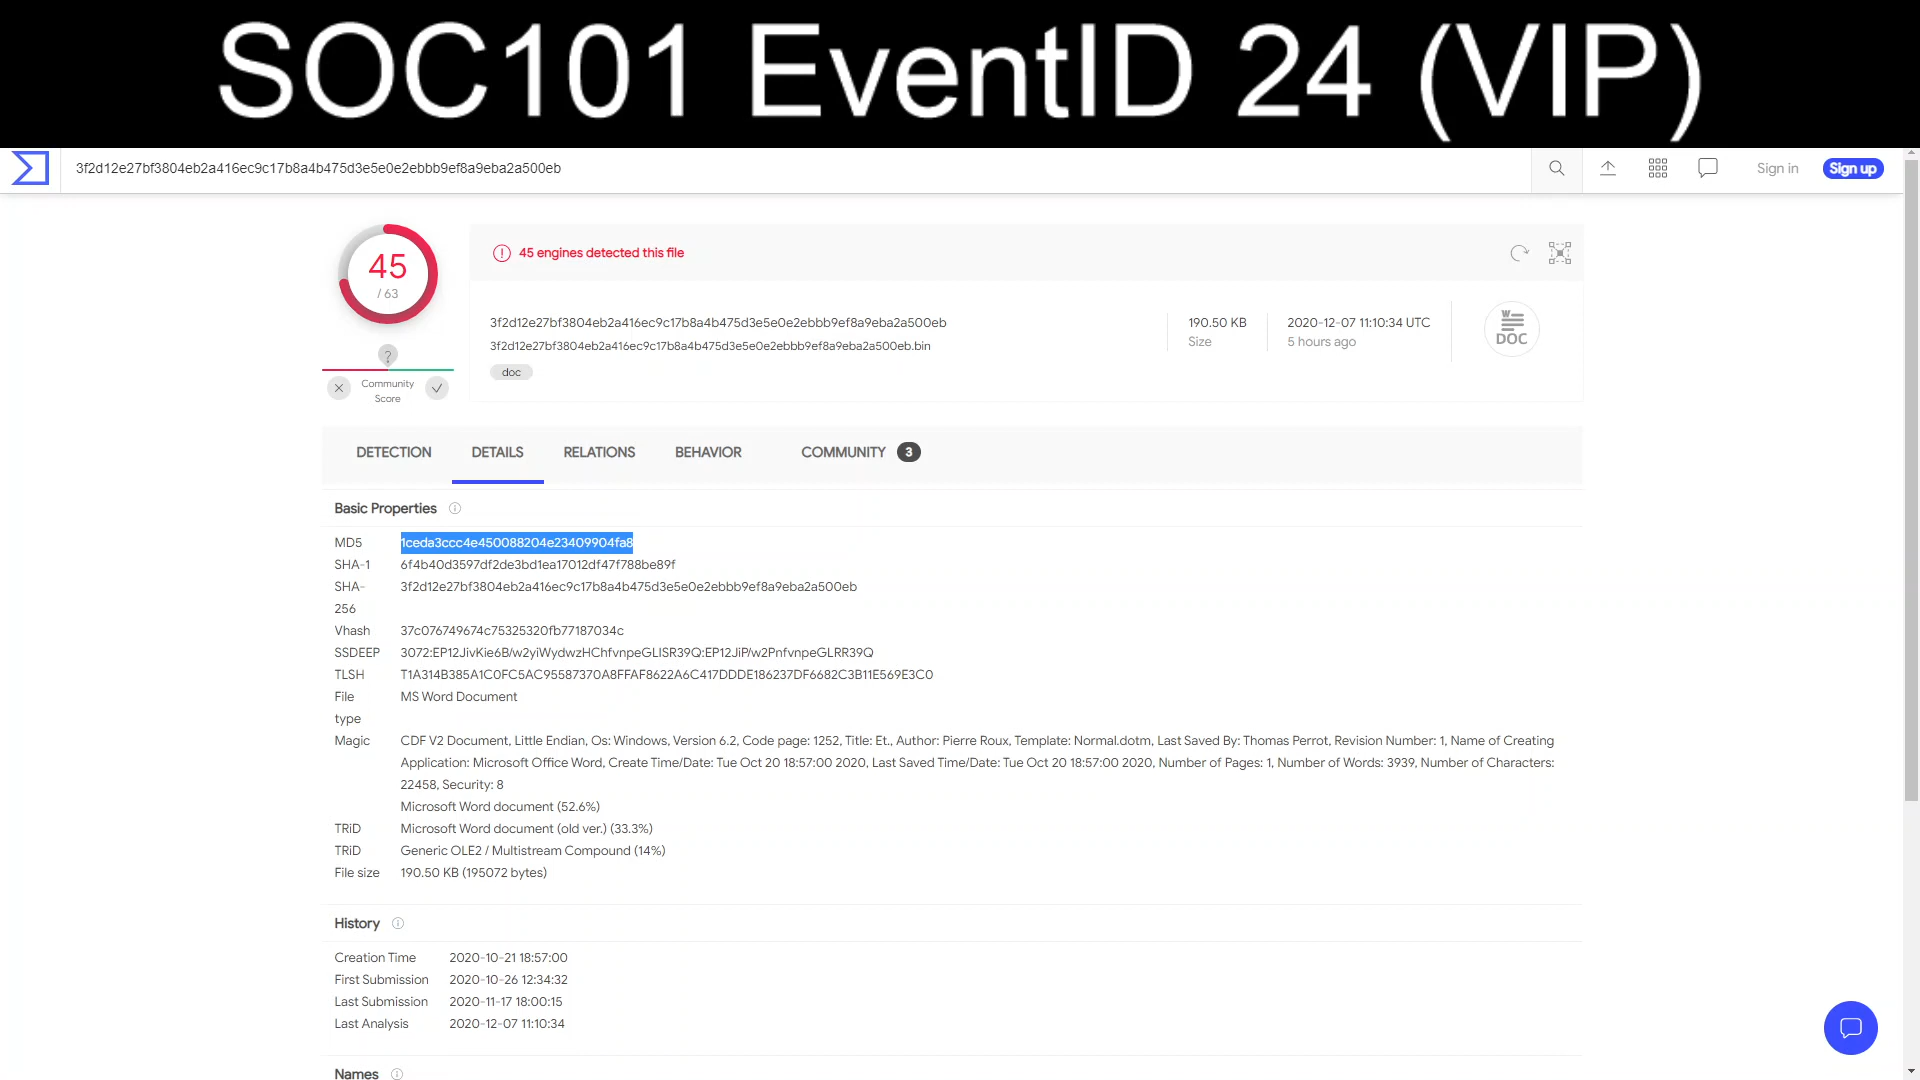 SOC101 EventID 24 (VIP)
3f2d12e27bf3804eb2a416ec9c17b8a4b475d3e5e0e2ebbb9ef8a9eba2a500eb
Sign in
Sign up
45
/ 63
45 engines detected this file
3f2d12e27bf3804eb2a416ec9c17b8a4b475d3e5e0e2ebbb9ef8a9eba2a500eb
3f2d12e27bf3804eb2a416ec9c17b8a4b475d3e5e0e2ebbb9ef8a9eba2a500eb.bin
doc
190.50 KB
Size
2020-12-07 11:10:34 UTC
5 hours ago
W
DOC
?
Community
Score
DETECTION DETAILS RELATIONS BEHAVIOR COMMUNITY 3
Basic Properties
MD5 1ceda3ccc4e450088204e23409904fa8
SHA-1 6f4b40d3597df2de3bd1ea17012df47f788be89f
SHA- 3f2d12e27bf3804eb2a416ec9c17b8a4b475d3e5e0e2ebbb9ef8a9eba2a500eb
256
Vhash 37c076749674c75325320fb77187034c
SSDEEP 3072:EP12JivKie6B/w2yiWydwzHChfvnpeGLISR39Q:EP12JiP/w2PnfvnpeGLRR39Q
TLSH T1A314B385A1C0FC5AC95587370A8FFAF8622A6C417DDDE186237DF6682C3B11E569E3C0
File MS Word Document
type
Magic CDF V2 Document, Little Endian, Os: Windows, Version 6.2, Code page: 1252, Title: Et., Author: Pierre Roux, Template: Normal.dotm, Last Saved By: Thomas Perrot, Revision Number: 1, Name of Creating
Application: Microsoft Office Word, Create Time/Date: Tue Oct 20 18:57:00 2020, Last Saved Time/Date: Tue Oct 20 18:57:00 2020, Number of Pages: 1, Number of Words: 3939, Number of Characters:
22458, Security: 8
Microsoft Word document (52.6%)
TRiD Microsoft Word document (old ver.) (33.3%)
TRiD Generic OLE2 / Multistream Compound (14%)
File size 190.50 KB (195072 bytes)
History
Creation Time 2020-10-21 18:57:00
First Submission 2020-10-26 12:34:32
Last Submission 2020-11-17 18:00:15
Last Analysis 2020-12-07 11:10:34
Names